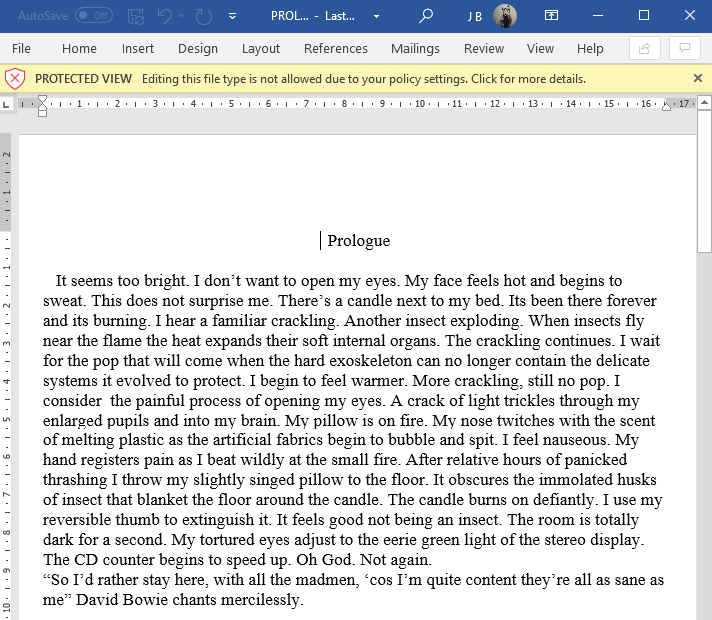 AutoSave Off PROL... - Last... J B
File Home Insert Design Layout References Mailings Review View Help
PROTECTED VIEW Editing this file type is not allowed due to your policy settings. Click for more details.
1 2 3 4 5 6 7 8 9 10 11 12 13 14 15 16 17
2
1
1
2
3
4
5
6
7
8
9
10
Prologue
It seems too bright. I don’t want to open my eyes. My face feels hot and begins to
sweat. This does not surprise me. There’s a candle next to my bed. Its been there forever
and its burning. I hear a familiar crackling. Another insect exploding. When insects fly
near the flame the heat expands their soft internal organs. The crackling continues. I wait
for the pop that will come when the hard exoskeleton can no longer contain the delicate
systems it evolved to protect. I begin to feel warmer. More crackling, still no pop. I
consider  the painful process of opening my eyes. A crack of light trickles through my
enlarged pupils and into my brain. My pillow is on fire. My nose twitches with the scent
of melting plastic as the artificial fabrics begin to bubble and spit. I feel nauseous. My
hand registers pain as I beat wildly at the small fire. After relative hours of panicked
thrashing I throw my slightly singed pillow to the floor. It obscures the immolated husks
of insect that blanket the floor around the candle. The candle burns on defiantly. I use my
reversible thumb to extinguish it. It feels good not being an insect. The room is totally
dark for a second. My tortured eyes adjust to the eerie green light of the stereo display.
The CD counter begins to speed up. Oh God. Not again.
“So I’d rather stay here, with all the madmen, ‘cos I’m quite content they’re all as sane as
me” David Bowie chants mercilessly.